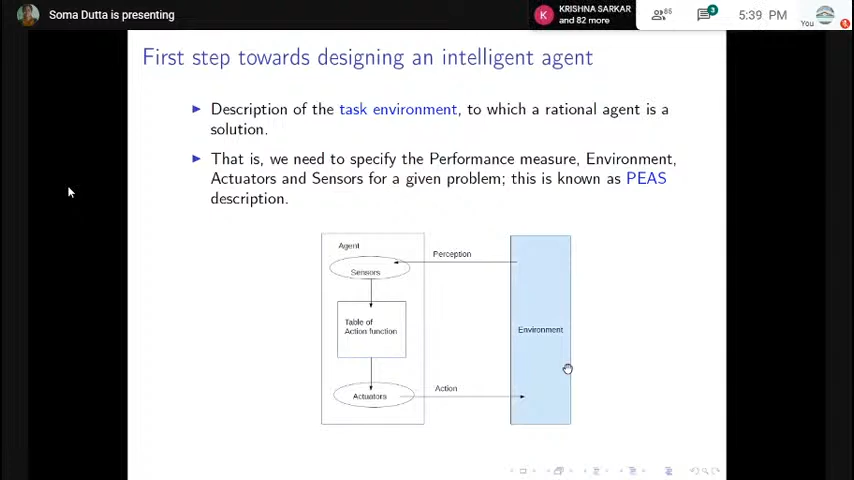 Soma Dutta is presenting
K
KRISHNA SARKAR
and 82 more
85
3
5:39 PM
You
First step towards designing an intelligent agent
Description of the task environment, to which a rational agent is a
solution.
That is, we need to specify the Performance measure, Environment,
Actuators and Sensors for a given problem; this is known as PEAS
description.
Agent
Perception
Sensors
Table of
Action function
Environment
Action
Actuators